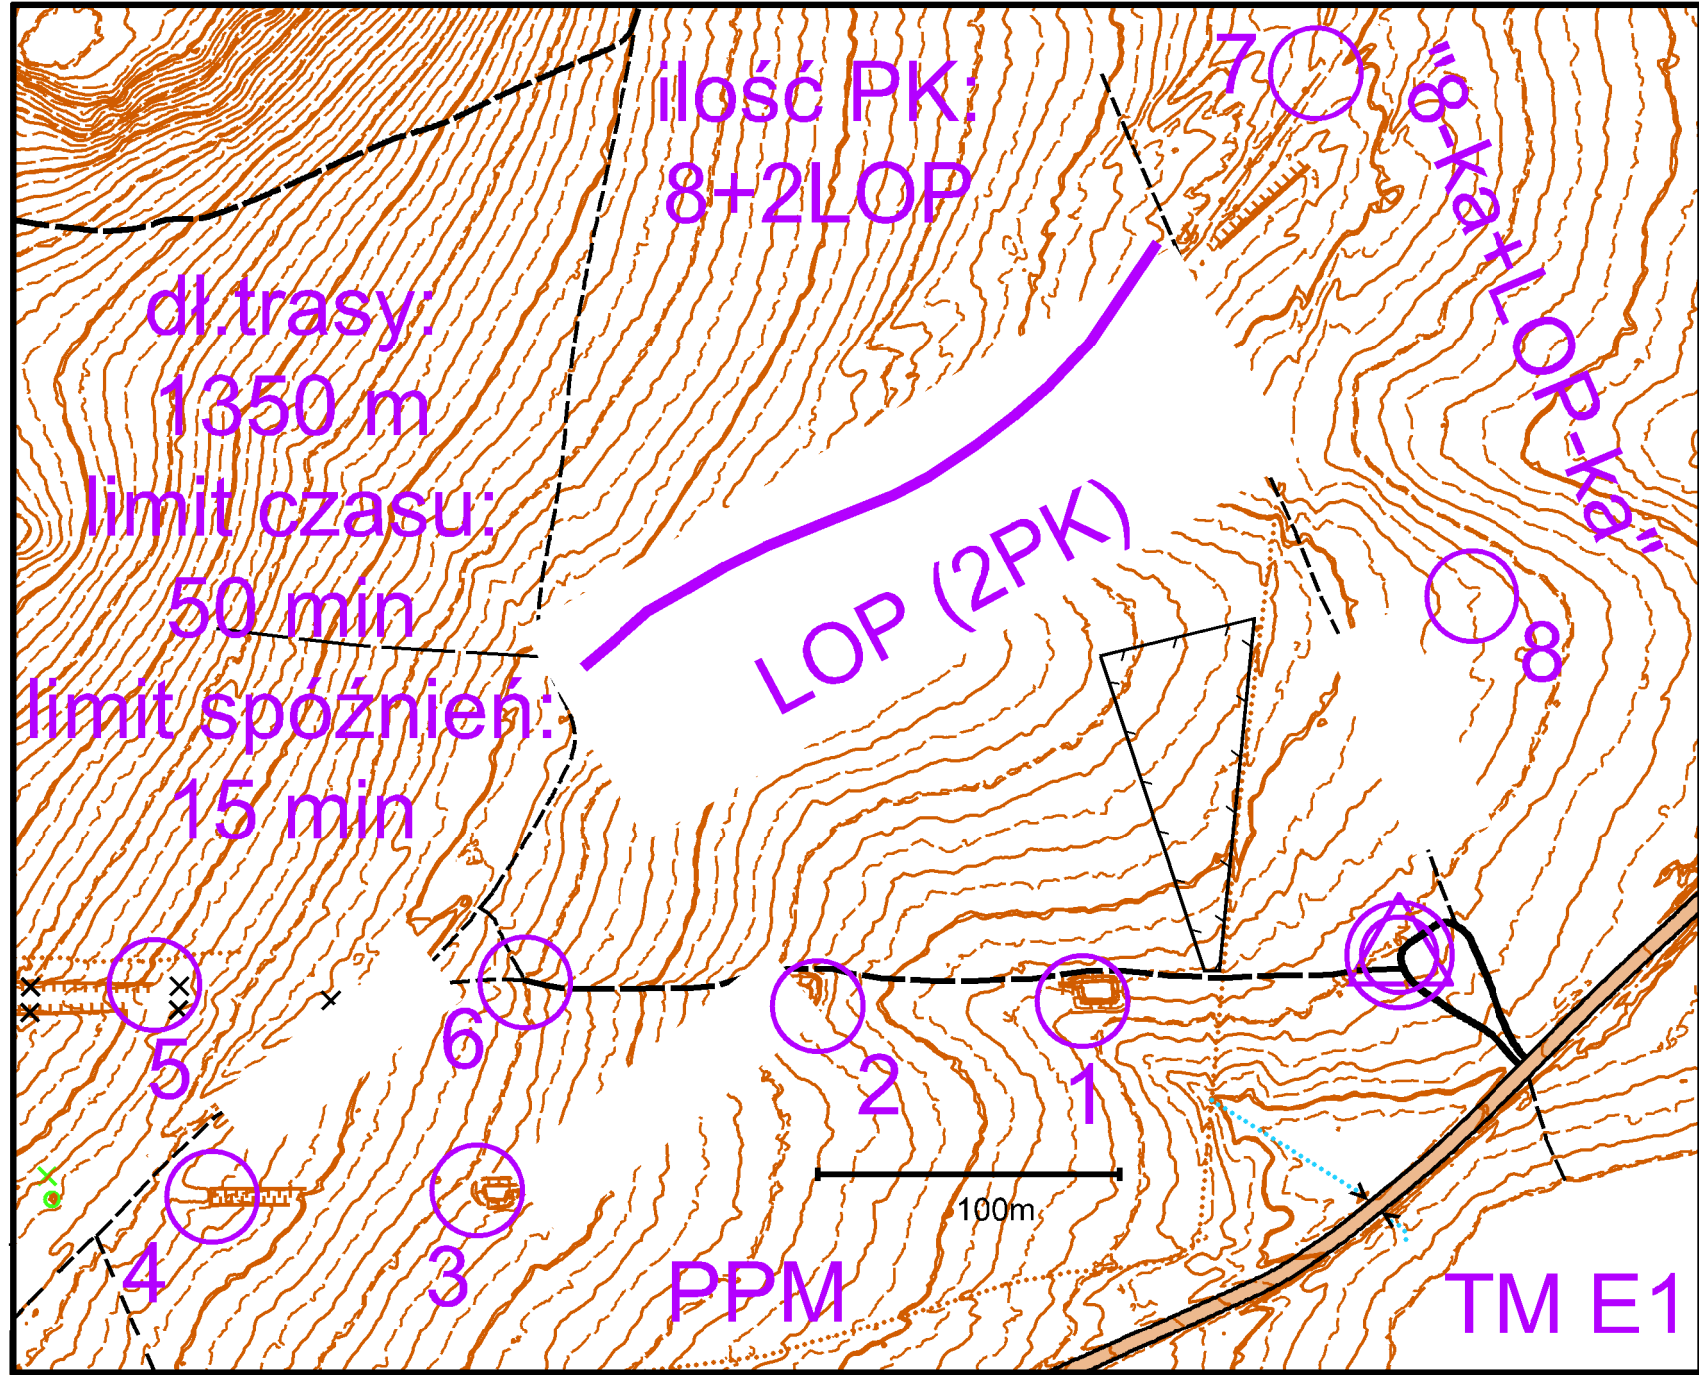 ilość PK:
8+2LOP
7
"8-ka+LOP-ka"
dł.trasy:
1350 m
limit czasu:
50 min
limit spóźnień:
15 min
LOP (2PK)
8
5
6
2
1
4
3
100m
PPM
TM E1